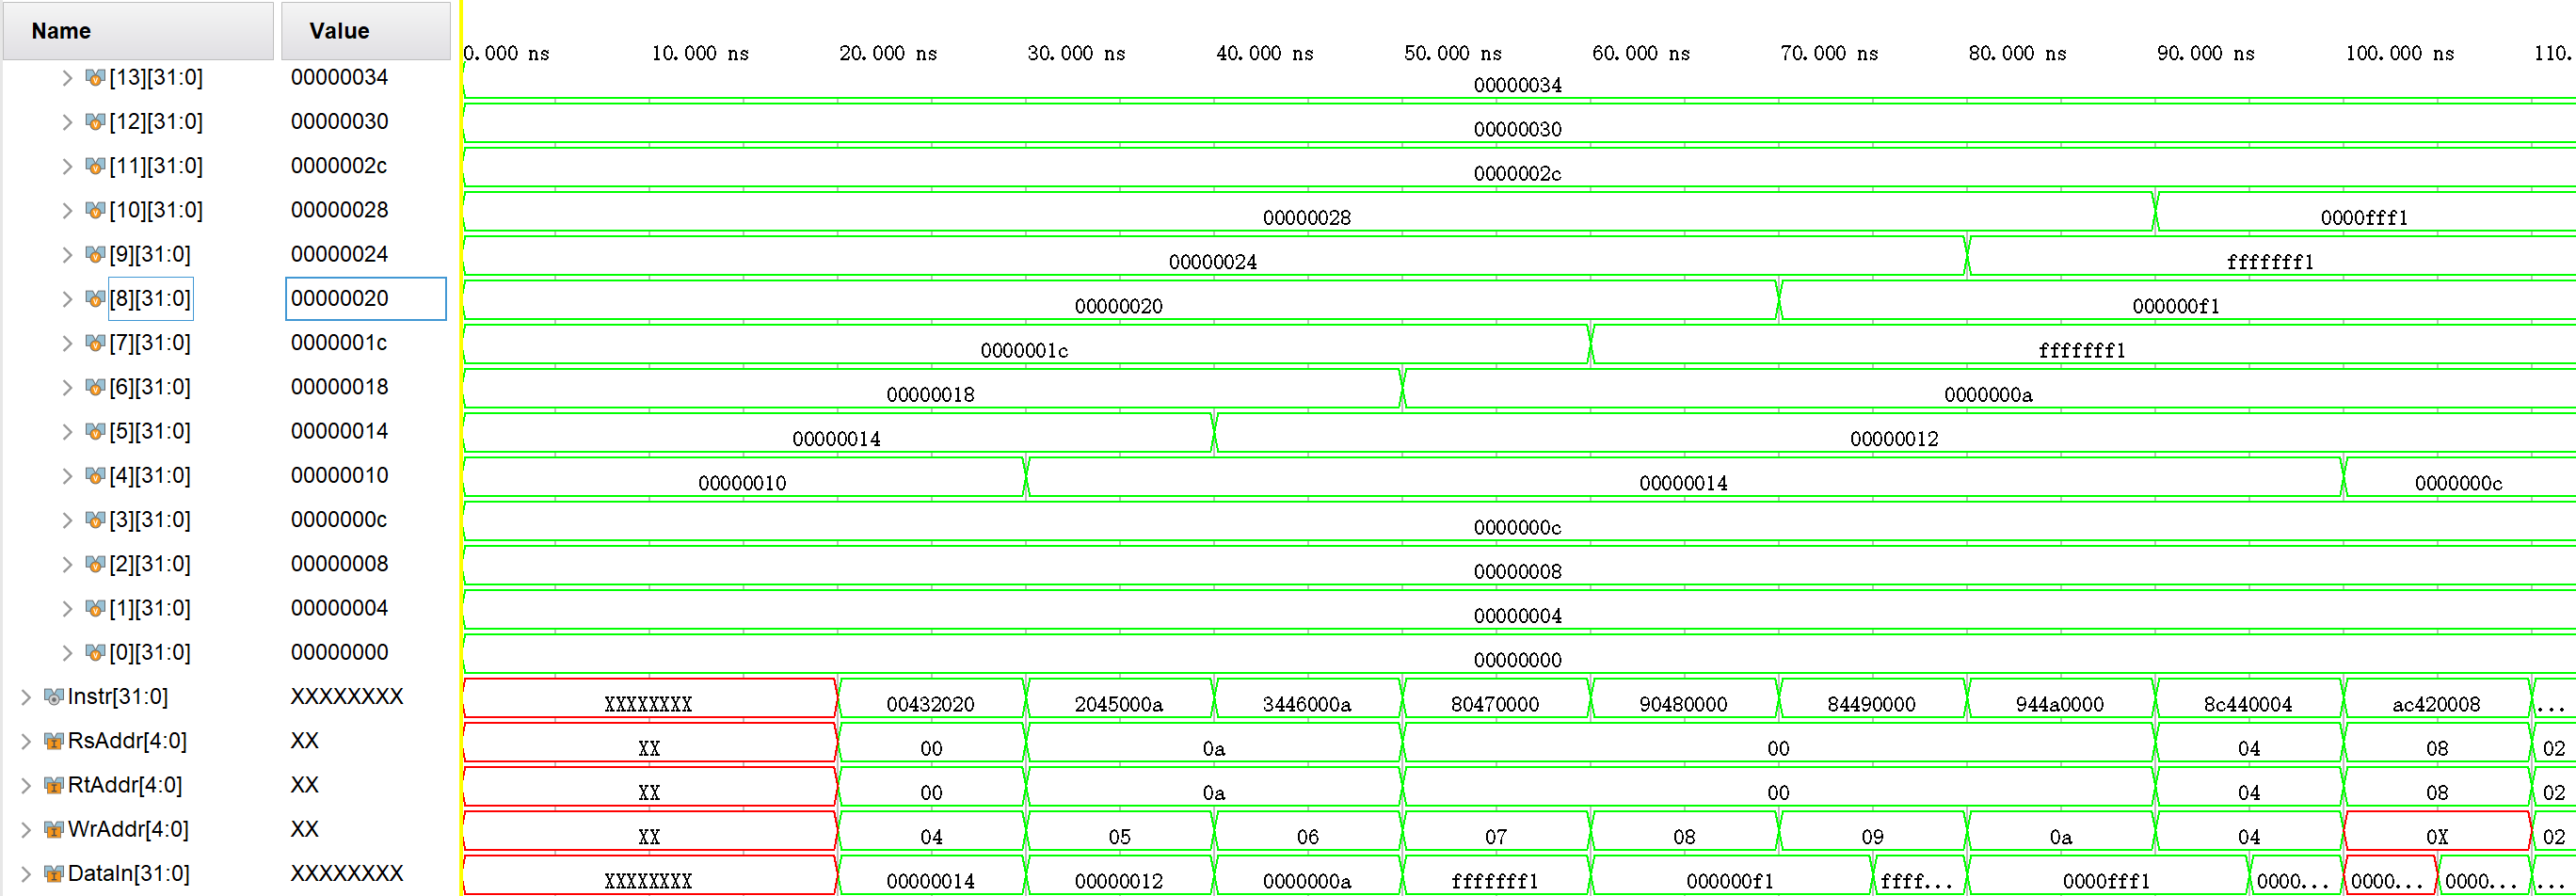 Name Value
0.000 ns 10.000 ns 20.000 ns 30.000 ns 40.000 ns 50.000 ns 60.000 ns 70.000 ns 80.000 ns 90.000 ns 100.000 ns 110.
[13][31:0] 00000034 00000034
[12][31:0] 00000030 00000030
[11][31:0] 0000002c 0000002c
[10][31:0] 00000028 00000028 0000fff1
[9][31:0] 00000024 00000024 fffffff1
[8][31:0] 00000020 00000020 000000f1
[7][31:0] 0000001c 0000001c fffffff1
[6][31:0] 00000018 00000018 0000000a
[5][31:0] 00000014 00000014 00000012
[4][31:0] 00000010 00000010 00000014 0000000c
[3][31:0] 0000000c 0000000c
[2][31:0] 00000008 00000008
[1][31:0] 00000004 00000004
[0][31:0] 00000000 00000000
Instr[31:0] XXXXXXXX XXXXXXXX 00432020 2045000a 3446000a 80470000 90480000 84490000 944a0000 8c440004 ac420008 ...
RsAddr[4:0] XX XX 00 0a 00 04 08 02
RtAddr[4:0] XX XX 00 0a 00 04 08 02
WrAddr[4:0] XX XX 04 05 06 07 08 09 0a 04 0X 02
DataIn[31:0] XXXXXXXX XXXXXXXX 00000014 00000012 0000000a fffffff1 000000f1 ffff... 0000fff1 0000... 0000... 0000... ...